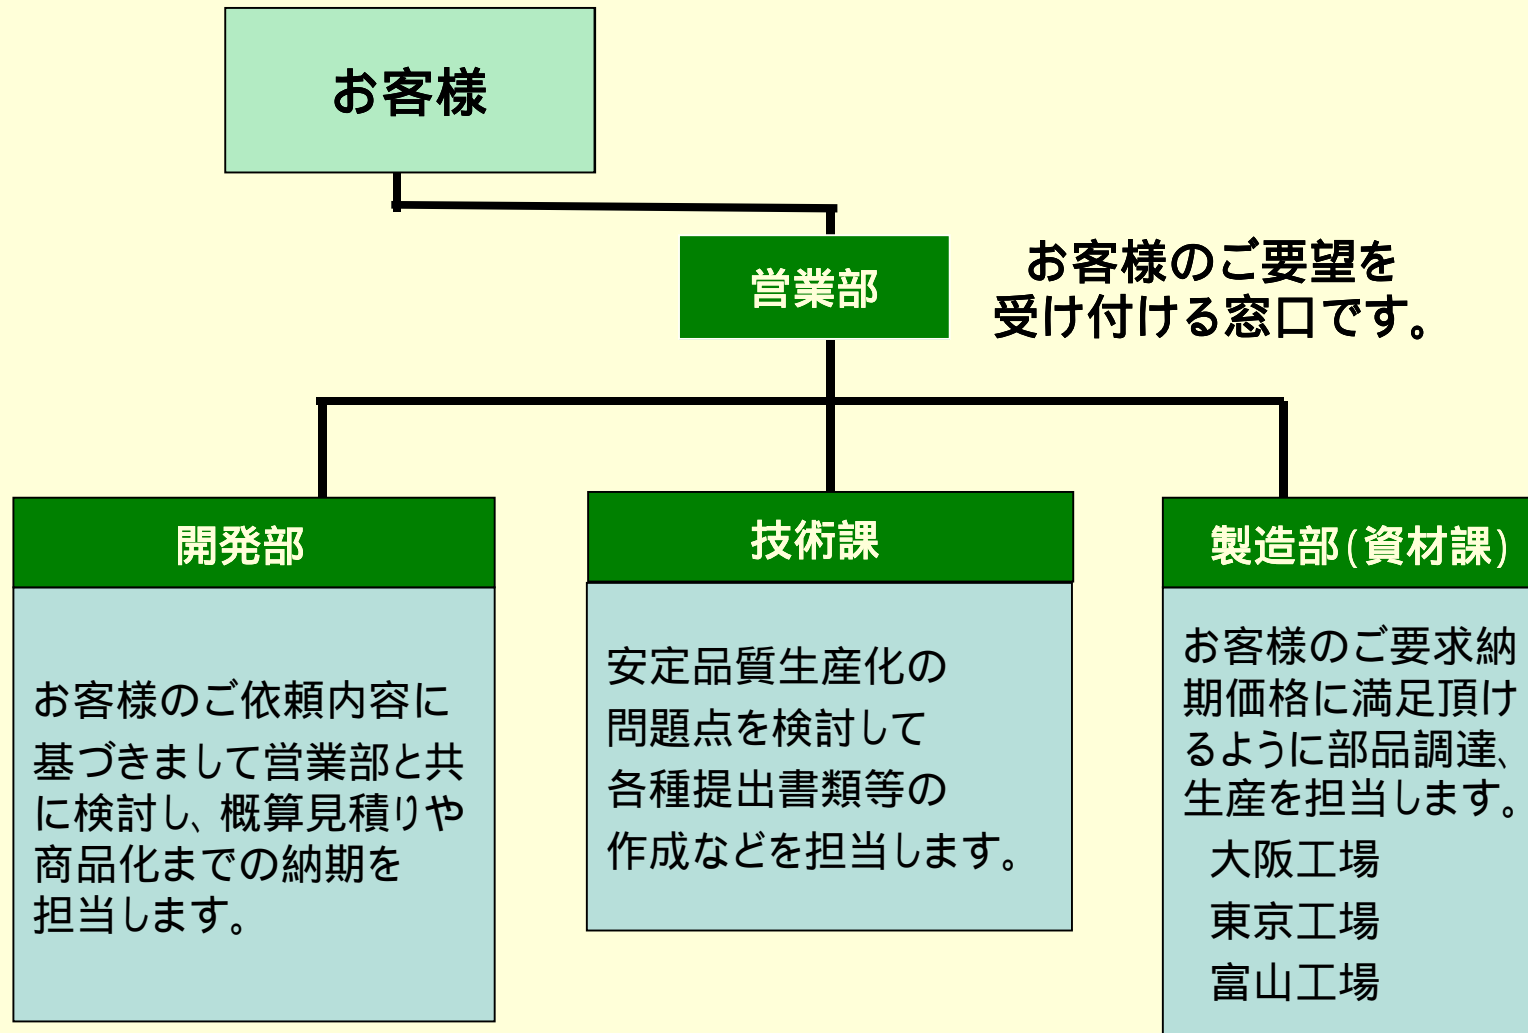 お客様
営業部
お客様のご要望を
受け付ける窓口です。
開発部
お客様のご依頼内容に
基づきまして営業部と共
に検討し、概算見積りや
商品化までの納期を
担当します。
技術課
安定品質生産化の
問題点を検討して
各種提出書類等の
作成などを担当します。
製造部(資材課)
お客様のご要求納
期価格に満足頂け
るように部品調達、
生産を担当します。
大阪工場
東京工場
富山工場